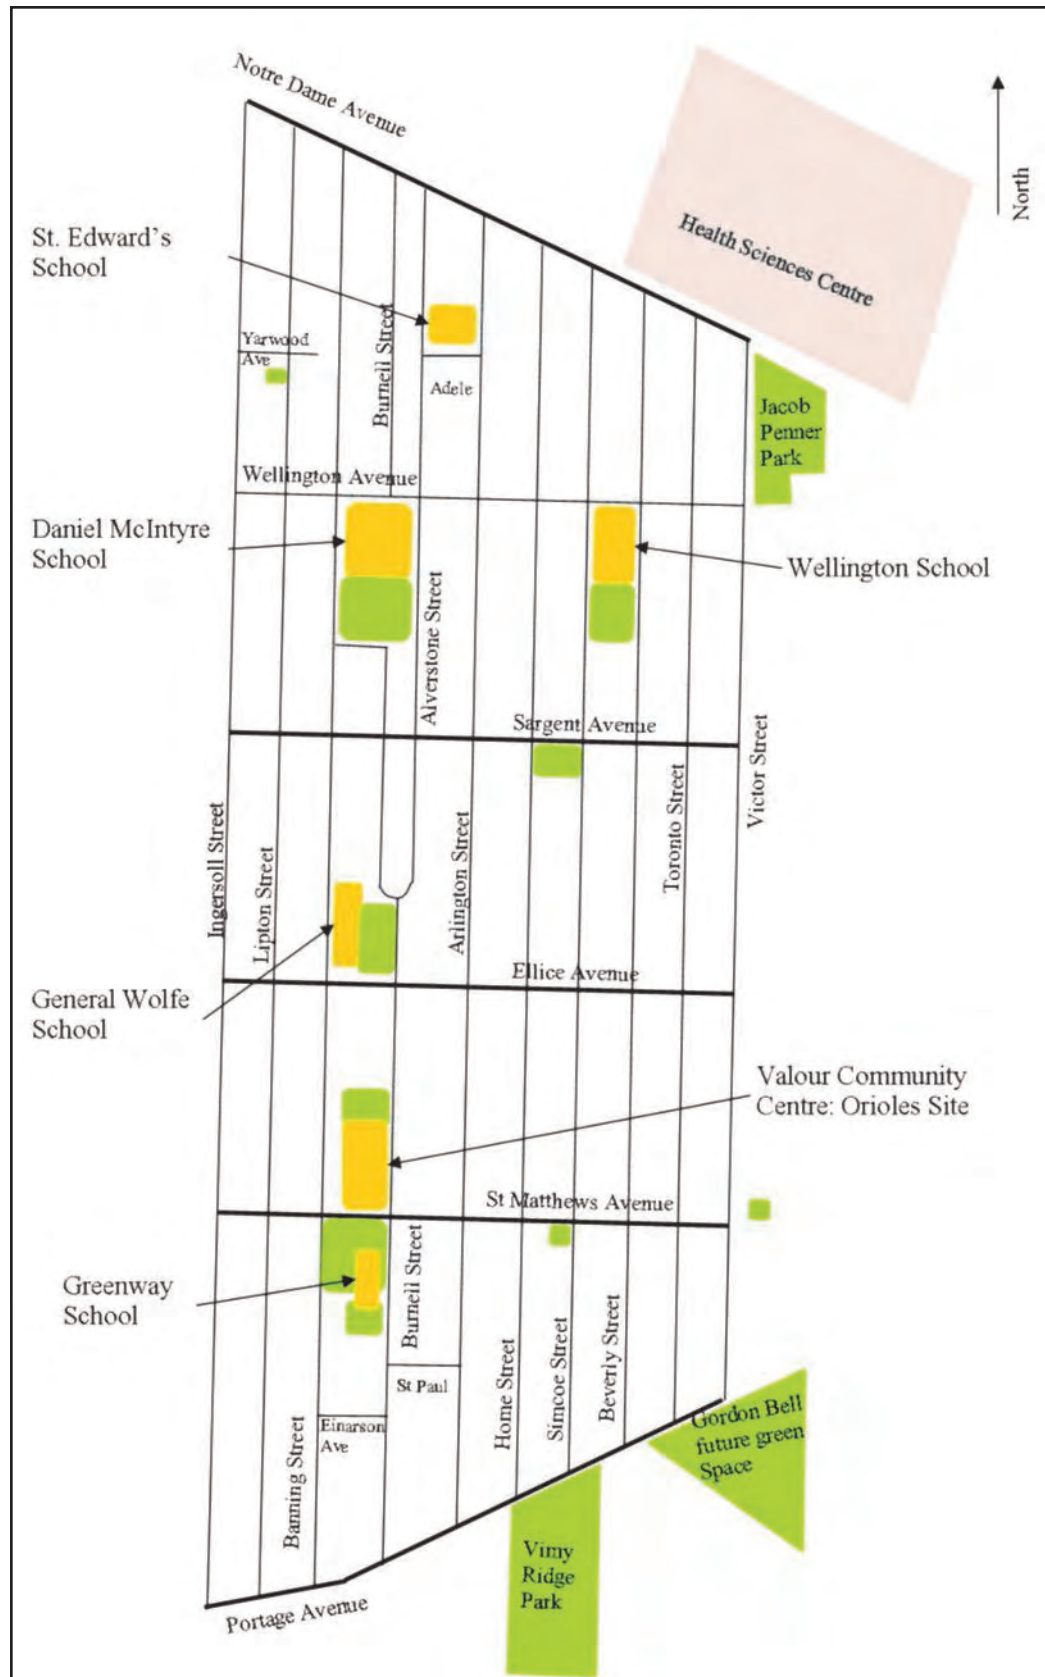 Notre Dame Avenue
North
Health Sciences Centre
St. Edward's
School
Burnell Street
Yarwood
Ave
Adele
Jacob
Penner
Park
Wellington Avenue
Daniel McIntyre
School
Wellington School
Alverstone Street
Sargent Avenue
Victor Street
Ingersoll Street
Lipton Street
Arlington Street
Toronto Street
Ellice Avenue
General Wolfe
School
Valour Community
Centre: Orioles Site
St Matthews Avenue
Greenway
School
Burnell Street
St Paul
Home Street
Simcoe Street
Beverly Street
Banning Street
Einarson
Ave
Gordon Bell
future green
Space
Vimy
Ridge
Park
Portage Avenue